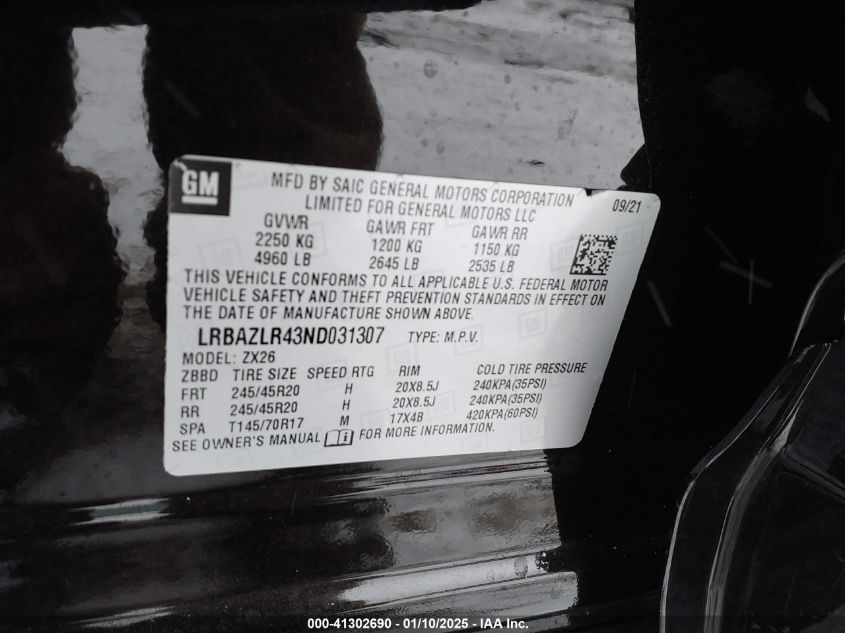 GM
MFD BY SAIC GENERAL MOTORS CORPORATION
LIMITED FOR GENERAL MOTORS LLC
09/21
GVWR GAWR FRT GAWR RR
2250 KG 1200 KG 1150 KG
4960 LB 2645 LB 2535 LB
THIS VEHICLE CONFORMS TO ALL APPLICABLE U.S. FEDERAL MOTOR
VEHICLE SAFETY AND THEFT PREVENTION STANDARDS IN EFFECT ON
THE DATE OF MANUFACTURE SHOWN ABOVE.
LRBAZLR43ND031307 TYPE: M.P.V.
MODEL: ZX26
ZBBD TIRE SIZE SPEED RTG RIM COLD TIRE PRESSURE
FRT 245/45R20 H 20X8.5J 240KPA(35PSI)
RR 245/45R20 H 20X8.5J 240KPA(35PSI)
SPA T145/70R17 M 17X4B 420KPA(60PSI)
SEE OWNER'S MANUAL FOR MORE INFORMATION.
000-41302690 - 01/10/2025 - IAA Inc.